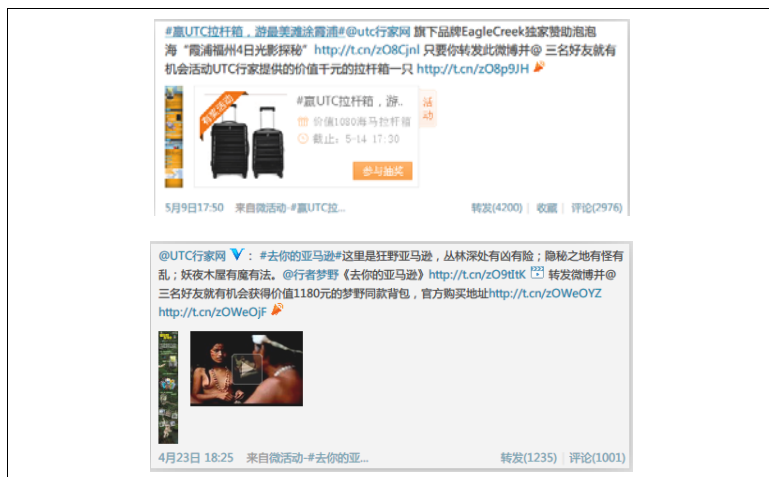 #赢UTC拉杆箱，游最美滩涂霞浦#@utc行家网 旗下品牌EagleCreek独家赞助泡泡
海“霞浦福州4日光影探秘”http://t.cn/zO8Cjnl 只要你转发此微博并@ 三名好友就有
机会活动UTC行家提供的价值千元的拉杆箱一只 http://t.cn/zO8p9JH
有奖活动
#赢UTC拉杆箱，游..
活动
价值1080海马拉杆箱
截止：5-14 17:30
参与抽奖
5月9日17:50 来自微活动-#赢UTC拉... 转发(4200) | 收藏 | 评论(2976)
@UTC行家网 ：#去你的亚马逊#这里是狂野亚马逊，丛林深处有凶有险；隐秘之地有怪有
乱；妖夜木屋有魔有法。@行者梦野《去你的亚马逊》http://t.cn/zO9tItK 转发微博并@
三名好友就有机会获得价值1180元的梦野同款背包，官方购买地址http://t.cn/zOWeOYZ
http://t.cn/zOWeOjF
4月23日 18:25 来自微活动-#去你的亚... 转发(1235) | 评论(1001)